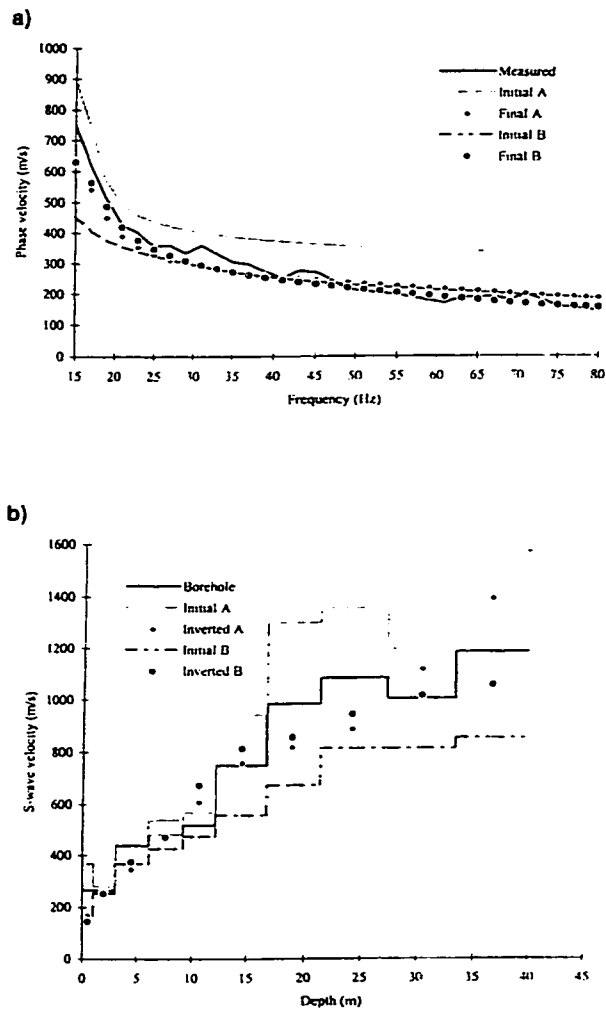 a)
1000
900
800
700
600
500
400
300
200
100
0
Phase velocity (m/s)
15 20 25 30 35 40 45 50 55 60 65 70 75 80
Frequency (Hz)
Measured
Initial A
Final A
Initial B
Final B
b)
1600
1400
1200
1000
800
600
400
200
0
S-wave velocity (m/s)
0 5 10 15 20 25 30 35 40 45
Depth (m)
Borehole
Initial A
Inverted A
Initial B
Inverted B